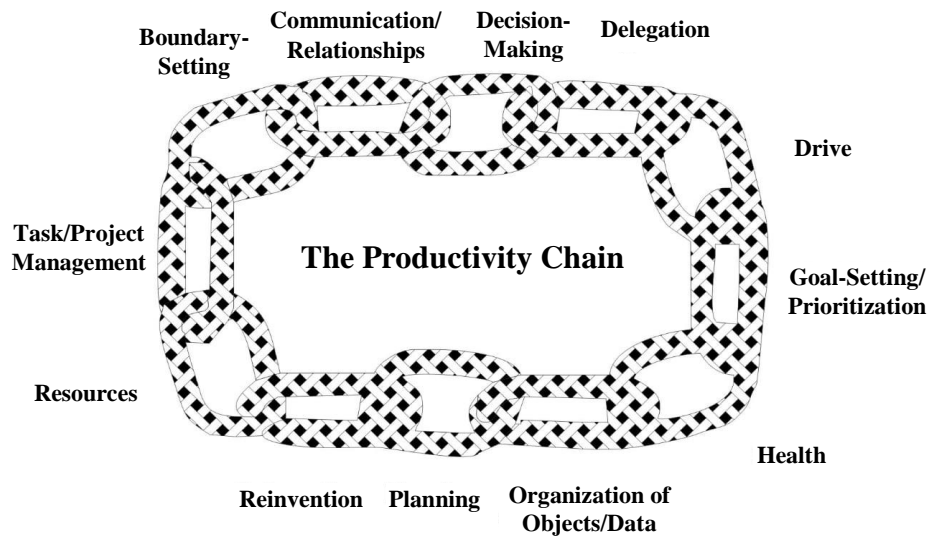 Communication/
Relationships
Decision-
Making
Delegation
Boundary-
Setting
Drive
Task/Project
Management
The Productivity Chain
Goal-Setting/
Prioritization
Resources
Health
Reinvention
Planning
Organization of
Objects/Data